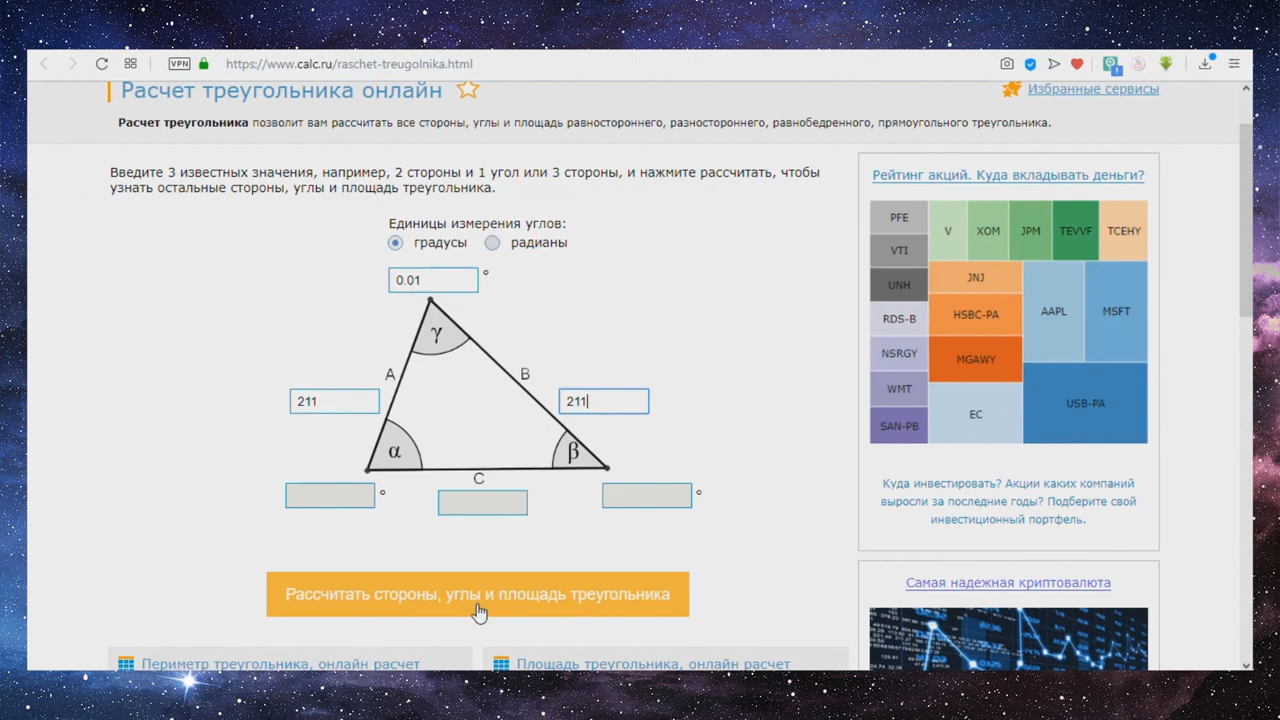 VPN
https://www.calc.ru/raschet-treugolnika.html
Расчет треугольника онлайн
Избранные сервисы
Расчет треугольника позволит вам рассчитать все стороны, углы и площадь равностороннего, разностороннего, равнобедренного, прямоугольного треугольника.
Введите 3 известных значения, например, 2 стороны и 1 угол или 3 стороны, и нажмите рассчитать, чтобы
узнать остальные стороны, углы и площадь треугольника.
Единицы измерения углов:
градусы радианы
0.01 °
γ
A B
211 211
α β
C
° °
Рассчитать стороны, углы и площадь треугольника
Периметр треугольника, онлайн расчет
Площадь треугольника, онлайн расчет
Рейтинг акций. Куда вкладывать деньги?
PFE V XOM JPM TEVVF TCEHY
VTI
UNH JNJ
RDS-B HSBC-PA AAPL MSFT
NSRGY MGAWY
WMT EC USB-PA
SAN-PB
Куда инвестировать? Акции каких компаний
выросли за последние годы? Подберите свой
инвестиционный портфель.
Самая надежная криптовалюта